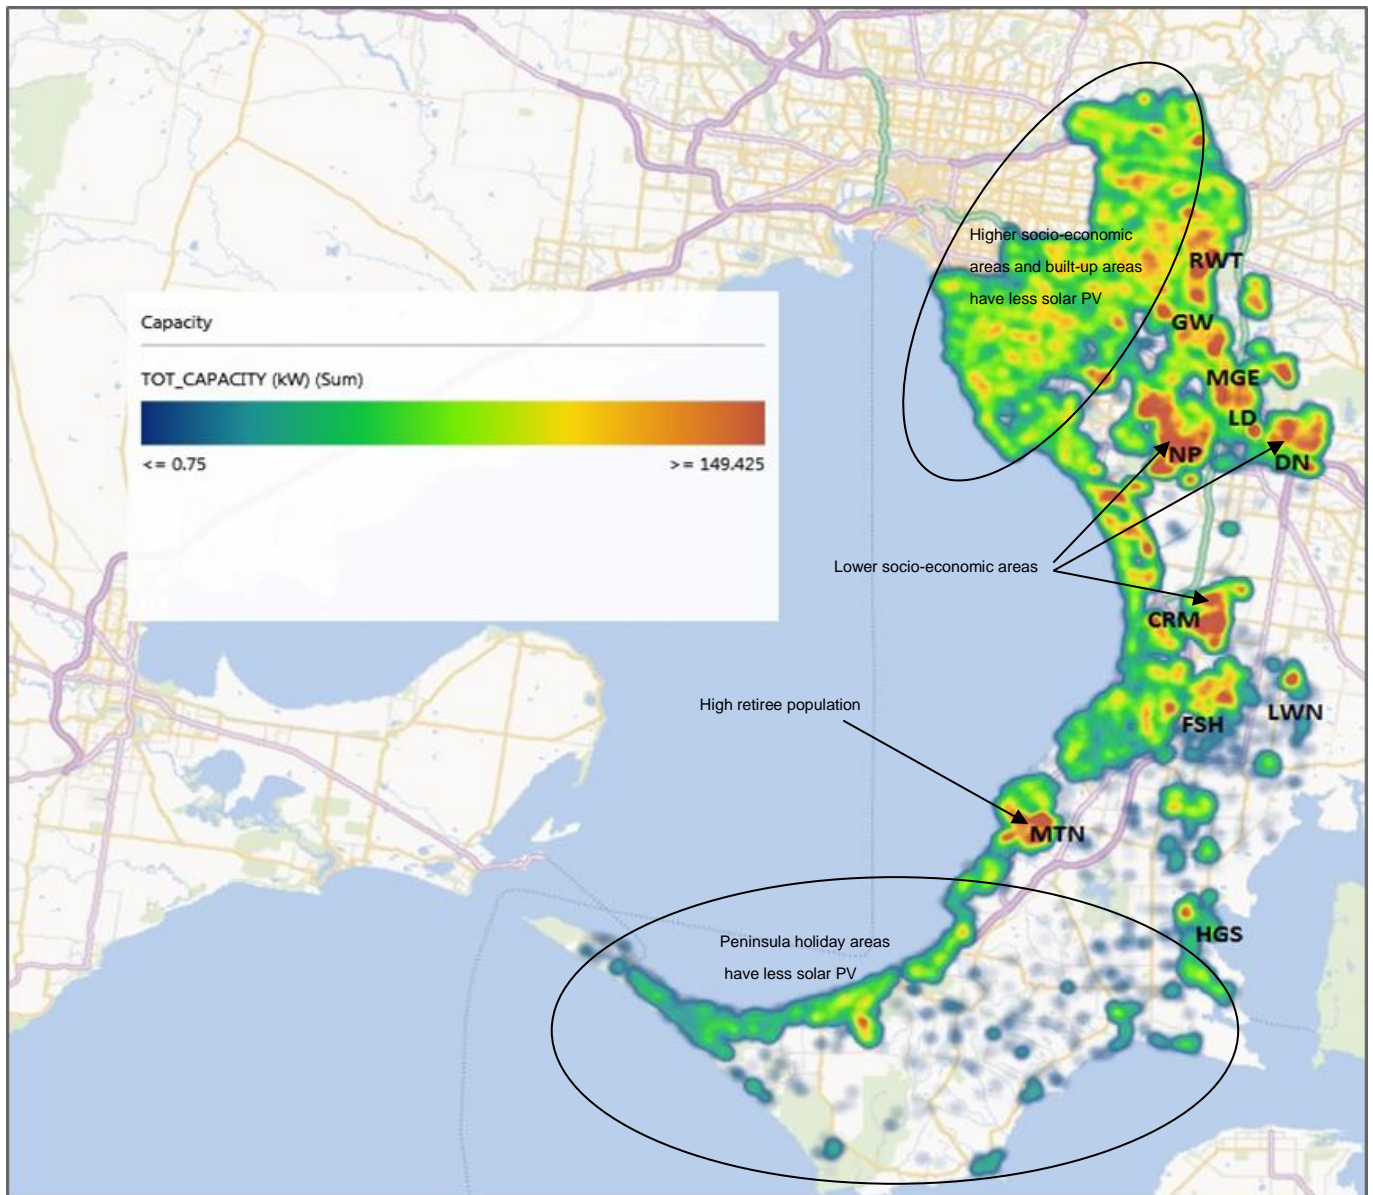 Higher socio-economic
areas and built-up areas
have less solar PV
RWT
Capacity
GW
TOT_CAPACITY (kW) (Sum)
MGE
LD
<= 0.75
>= 149.425
NP
DN
Lower socio-economic areas
CRM
High retiree population
LWN
FSH
MTN
Peninsula holiday areas
have less solar PV
HGS